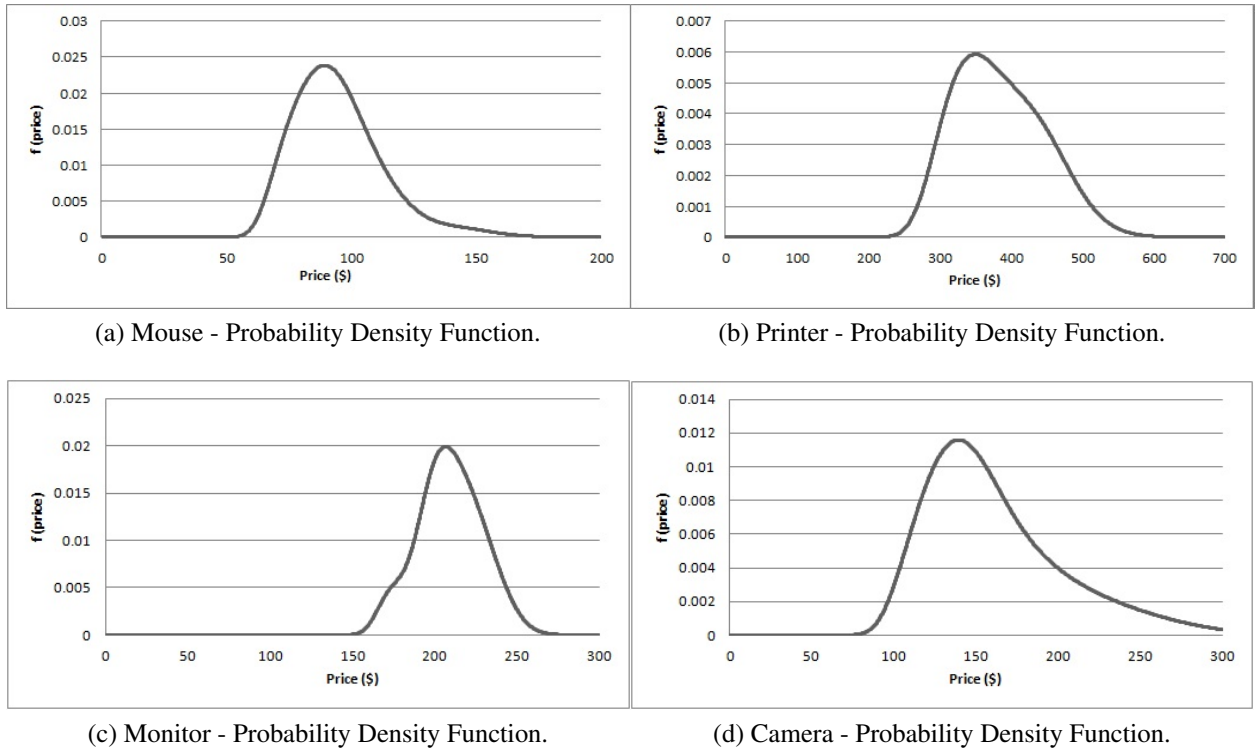 0.03
0.025
0.02
0.015
0.01
0.005
0
f (price)
0 50 100 150 200
Price ($)
0.007
0.006
0.005
0.004
0.003
0.002
0.001
0
f (price)
0 100 200 300 400 500 600 700
Price ($)
(a) Mouse - Probability Density Function.
(b) Printer - Probability Density Function.
0.025
0.02
0.015
0.01
0.005
0
f (price)
0 50 100 150 200 250 300
Price ($)
0.014
0.012
0.01
0.008
0.006
0.004
0.002
0
f (price)
0 50 100 150 200 250 300
Price ($)
(c) Monitor - Probability Density Function.
(d) Camera - Probability Density Function.